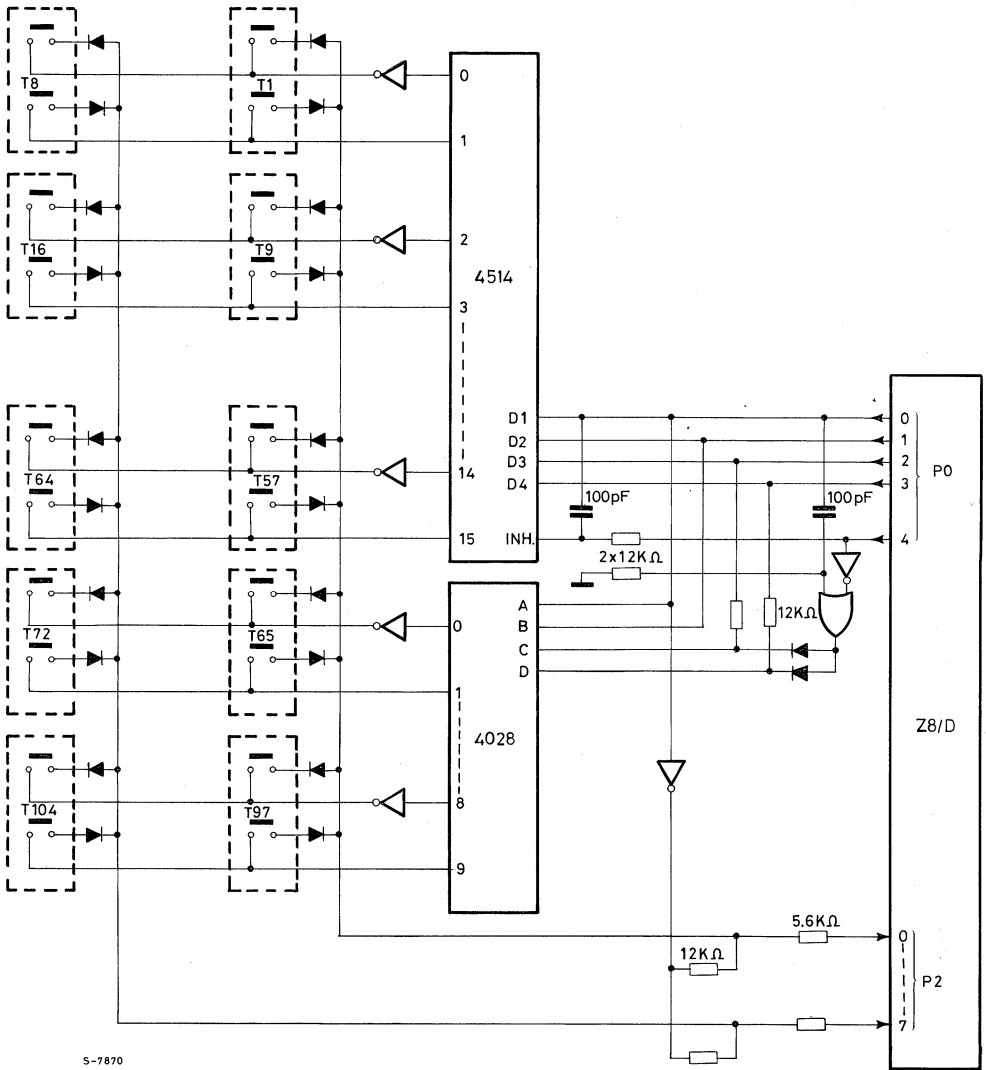 T8
T1
0
1
T16
T9
2
3
4514
D1
D2
D3
D4
INH.
T64
T57
14
15
100pF
100pF
2x12KΩ
12KΩ
0
1
2
3
4
P0
T72
T65
0
1
A
B
C
D
4028
Z8/D
T104
T97
8
9
5.6KΩ
12KΩ
0
7
P2
S-7870